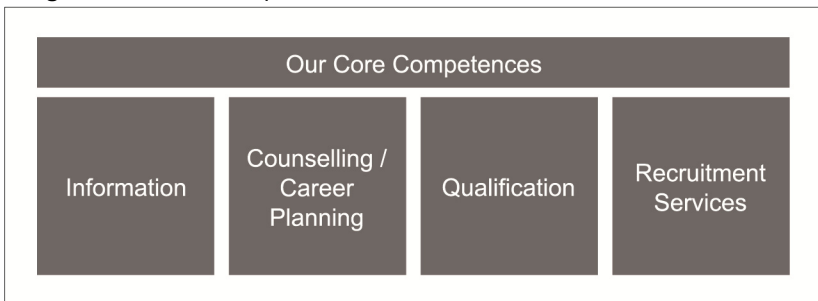 Our Core Competences
Information
Counselling /
Career
Planning
Qualification
Recruitment
Services